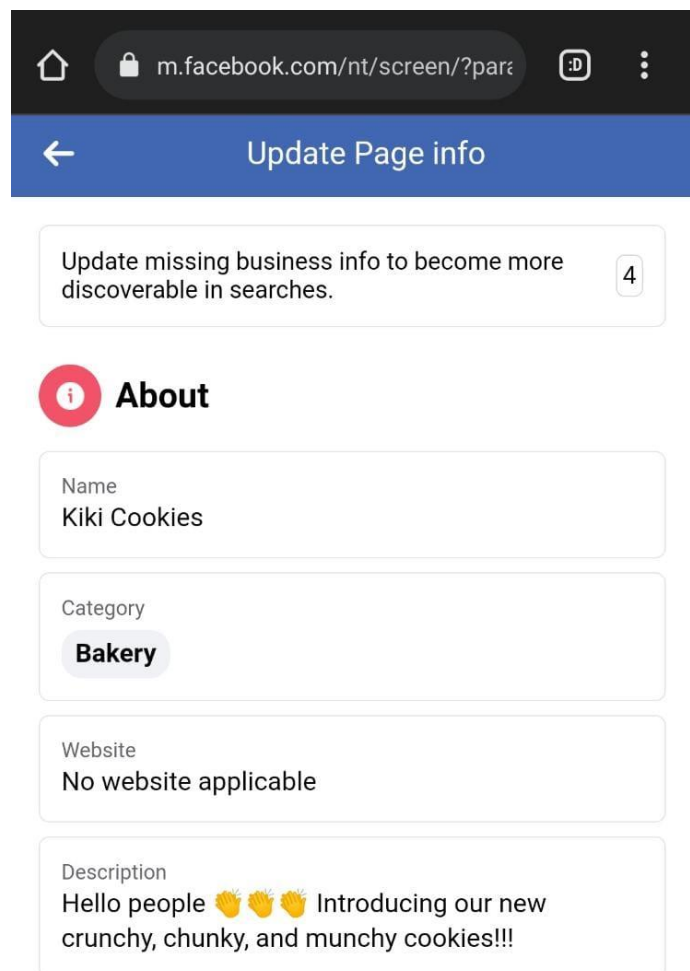 m.facebook.com/nt/screen/?para
:D
Update Page info
Update missing business info to become more
discoverable in searches.
4
About
Name
Kiki Cookies
Category
Bakery
Website
No website applicable
Description
Hello people 👏👏👏 Introducing our new
crunchy, chunky, and munchy cookies!!!